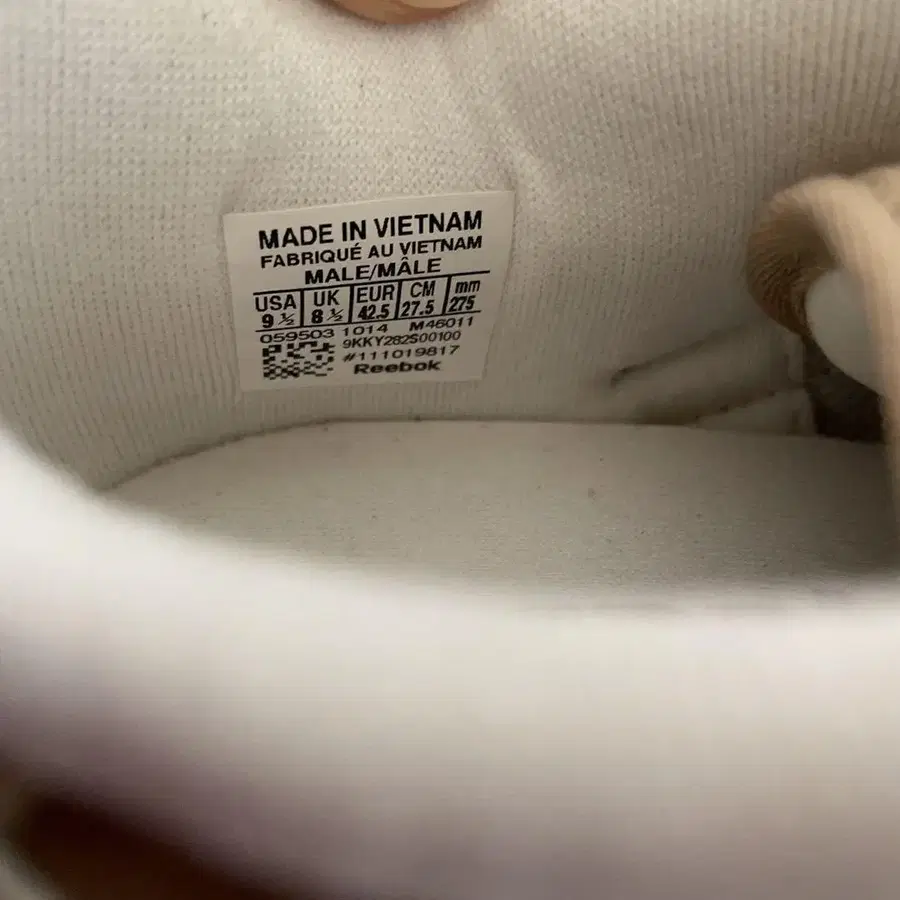 MADE IN VIETNAM
FABRIQUÉ AU VIETNAM
MALE/MÂLE
USA UK EUR CM mm
9 ½ 8 ½ 42.5 27.5 275
059503 1014 M46011
9KKY282S00100
#111019817
Reebok